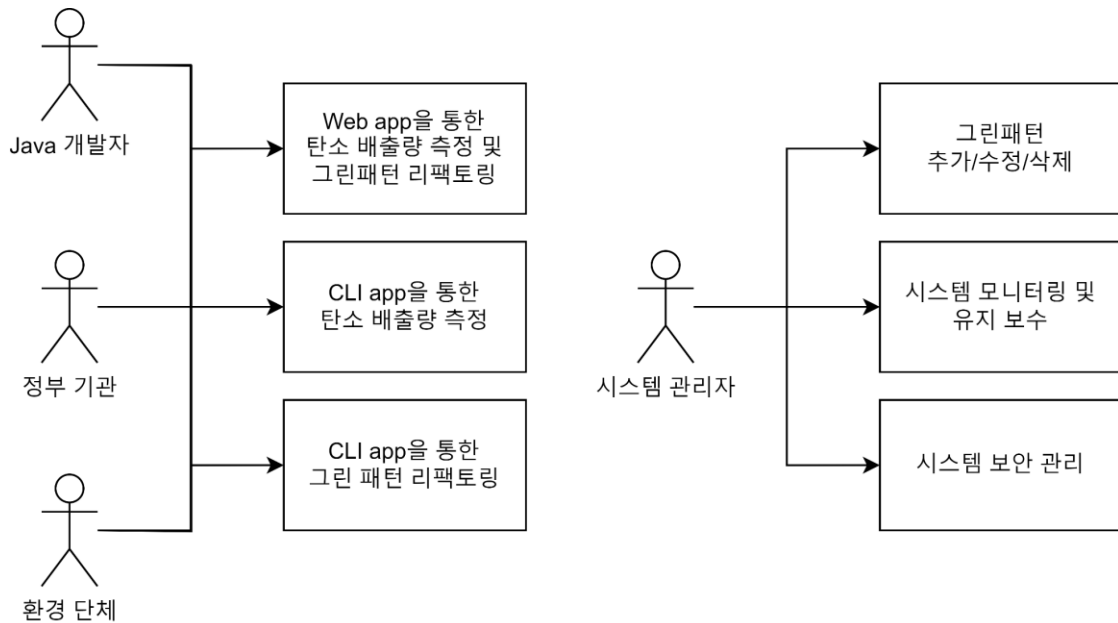 Java 개발자
정부 기관
환경 단체
Web app을 통한
탄소 배출량 측정 및
그린패턴 리팩토링
CLI app을 통한
탄소 배출량 측정
CLI app을 통한
그린 패턴 리팩토링
시스템 관리자
그린패턴
추가/수정/삭제
시스템 모니터링 및
유지 보수
시스템 보안 관리